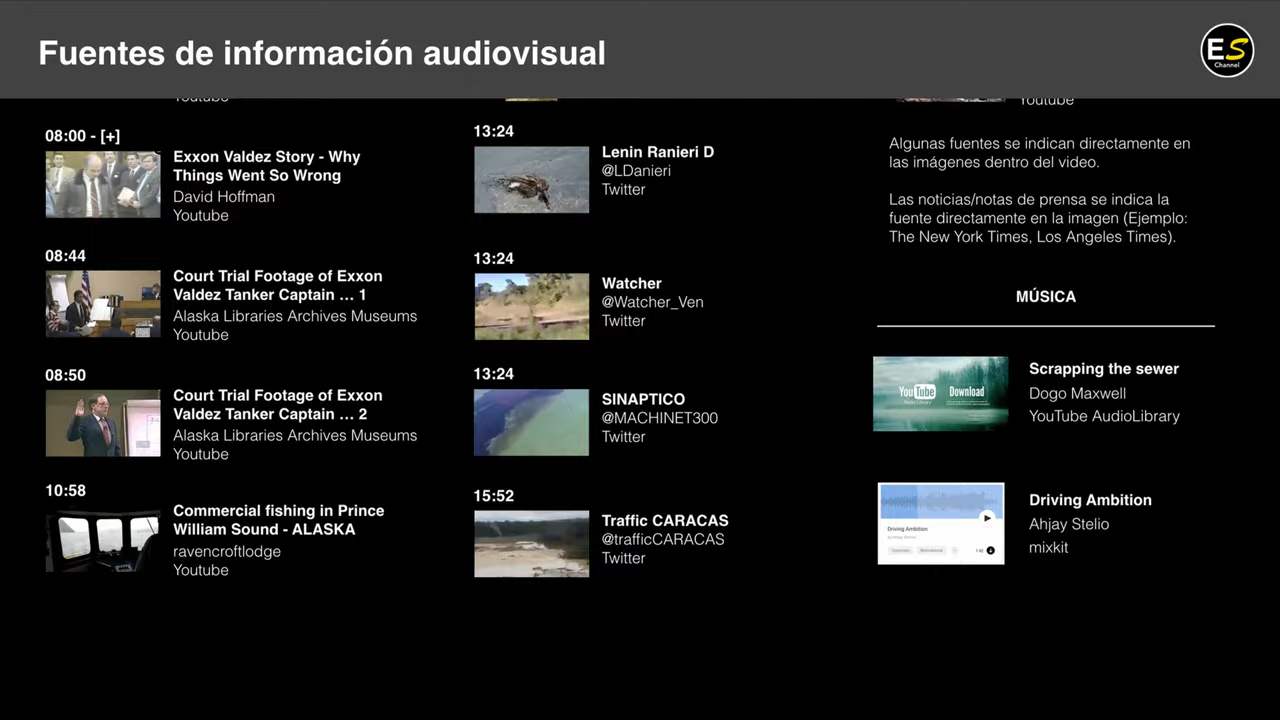 Fuentes de información audiovisual
ES
Channel
Youtube
08:00 - [+]
Exxon Valdez Story - Why
Things Went So Wrong
David Hoffman
Youtube
08:44
Court Trial Footage of Exxon
Valdez Tanker Captain ... 1
Alaska Libraries Archives Museums
Youtube
08:50
Court Trial Footage of Exxon
Valdez Tanker Captain ... 2
Alaska Libraries Archives Museums
Youtube
10:58
Commercial fishing in Prince
William Sound - ALASKA
ravencroftlodge
Youtube
13:24
Lenin Ranieri D
@LDanieri
Twitter
13:24
Watcher
@Watcher_Ven
Twitter
13:24
SINAPTICO
@MACHINET300
Twitter
15:52
Traffic CARACAS
@trafficCARACAS
Twitter
Youtube
Algunas fuentes se indican directamente en
las imágenes dentro del video.
Las noticias/notas de prensa se indica la
fuente directamente en la imagen (Ejemplo:
The New York Times, Los Angeles Times).
MÚSICA
YouTube Download
Scrapping the sewer
Dogo Maxwell
YouTube AudioLibrary
Driving Ambition
Driving Ambition
Ahjay Stelio
mixkit